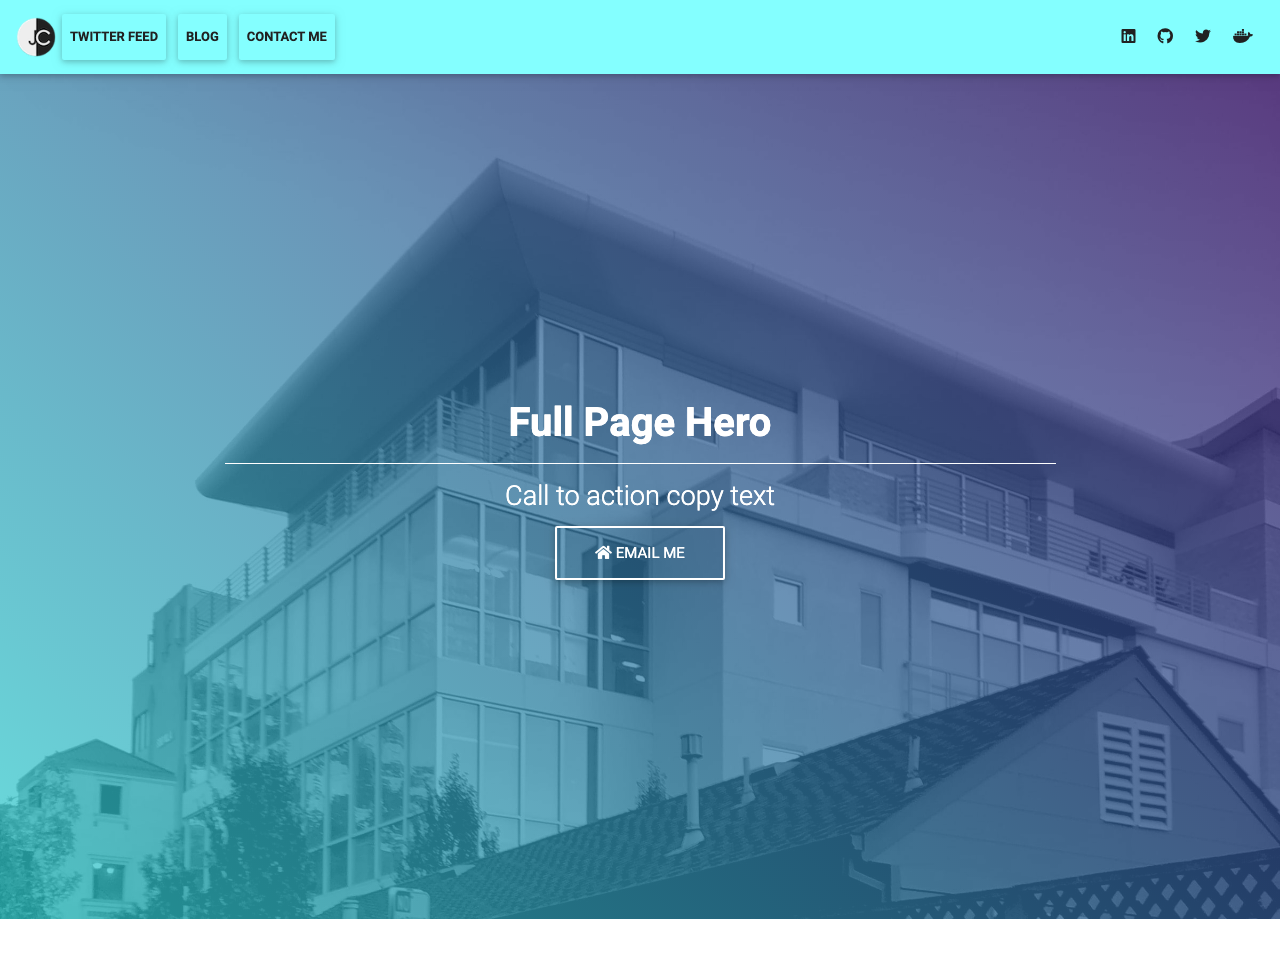 JC
TWITTER FEED
BLOG
CONTACT ME
Full Page Hero
Call to action copy text
EMAIL ME